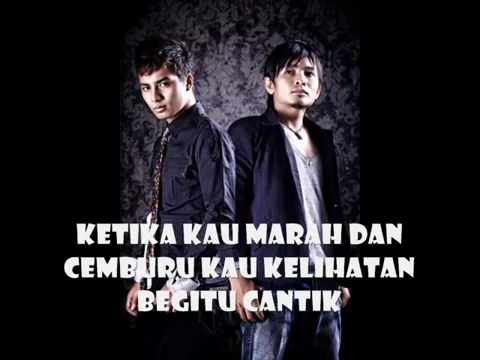 KETIKA KAU MARAH DAN
CEMBURU KAU KELIHATAN
BEGITU CANTIK